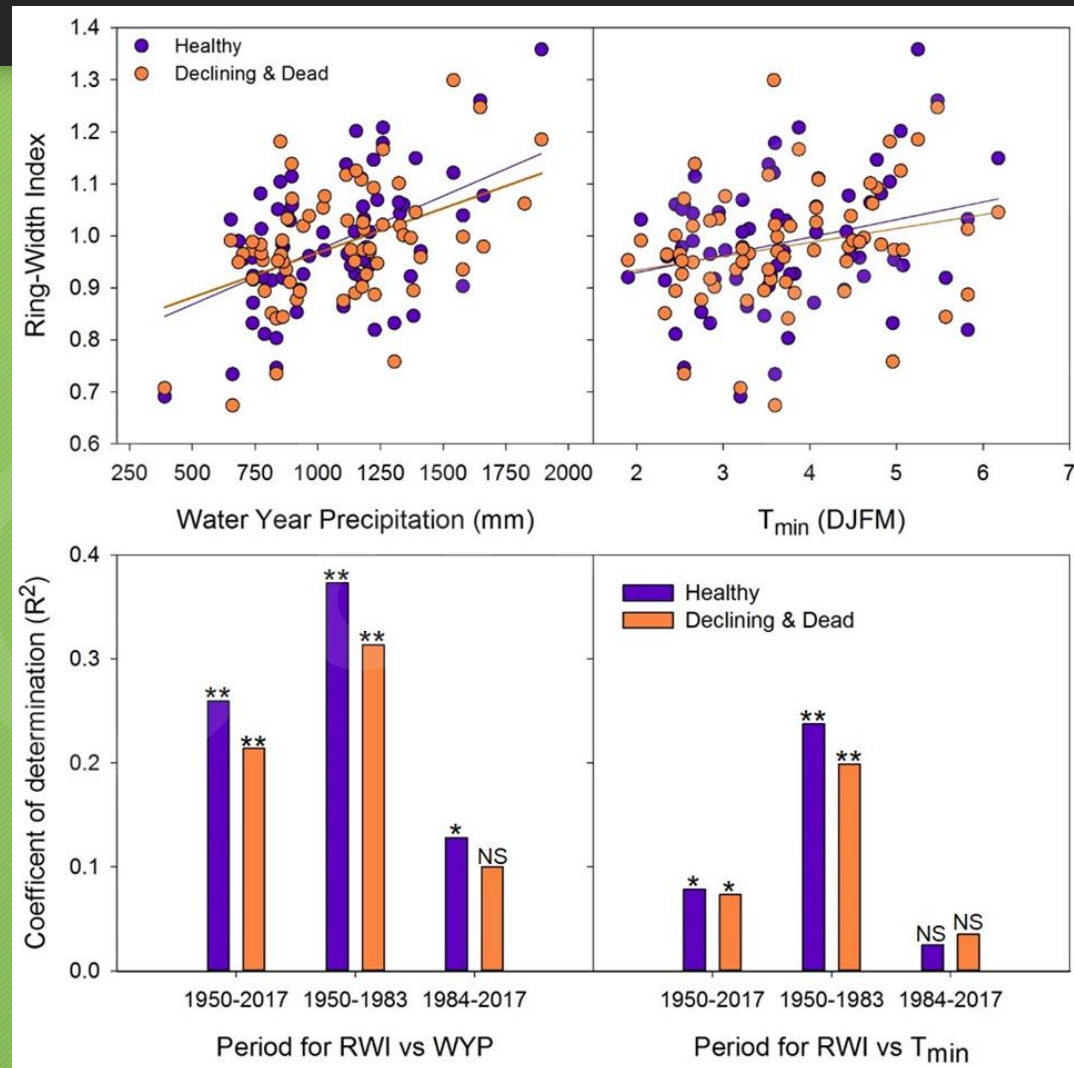 1.4
Healthy
Declining & Dead
1.3
1.2
1.1
1.0
0.9
0.8
0.7
0.6
Ring-Width Index
250 500 750 1000 1250 1500 1750 2000
2 3 4 5 6 7
Water Year Precipitation (mm)
Tmin (DJFM)
0.4
0.3
0.2
0.1
0.0
Coefficent of determination (R2)
** ** ** ** * NS
Healthy
Declining & Dead
* * ** ** NS NS
1950-2017 1950-1983 1984-2017
1950-2017 1950-1983 1984-2017
Period for RWI vs WYP
Period for RWI vs Tmin